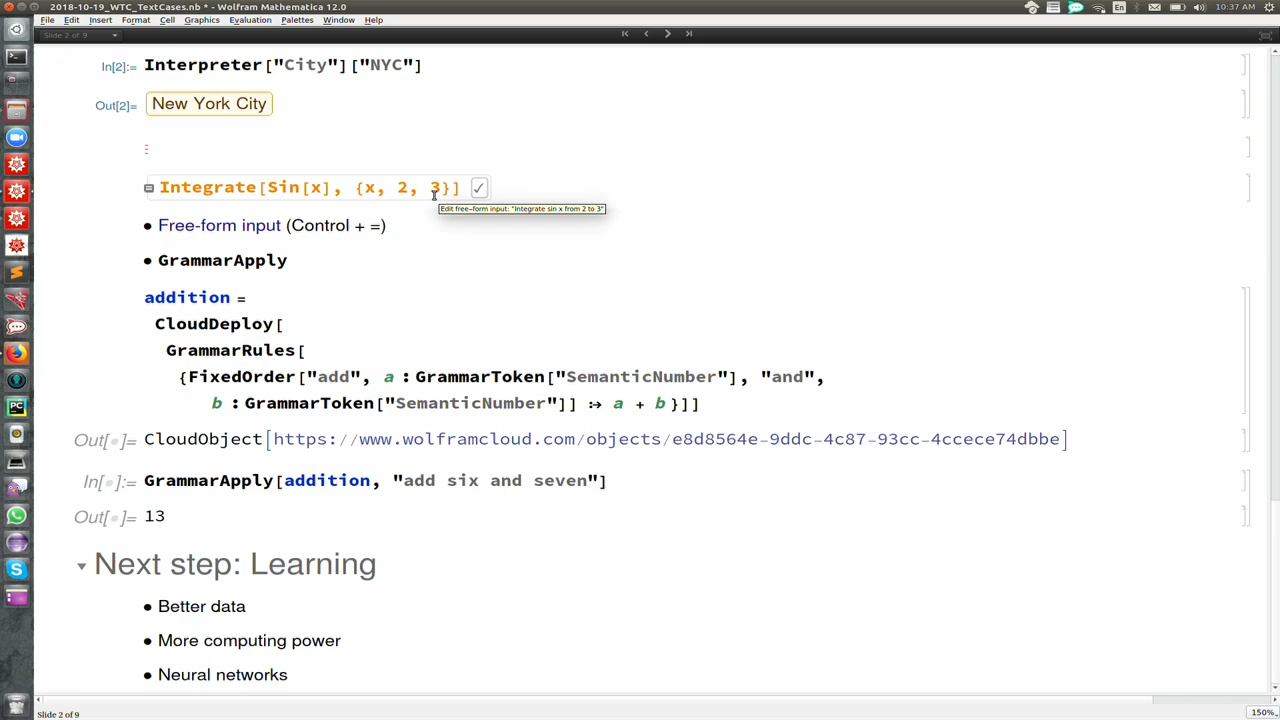 2018-10-19_WTC_TextCases.nb * - Wolfram Mathematica 12.0
En
10:37 AM
File Edit Insert Format Cell Graphics Evaluation Palettes Window Help
Slide 2 of 9
In[2]:= Interpreter["City"]["NYC"]
Out[2]= New York City
Integrate[Sin[x], {x, 2, 3}]
Edit free-form input: "Integrate sin x from 2 to 3"
• Free-form input (Control + =)
• GrammarApply
addition =
CloudDeploy[
GrammarRules[
{FixedOrder["add", a : GrammarToken["SemanticNumber"], "and",
b : GrammarToken["SemanticNumber"]] :→ a + b }]]
Out[•]= CloudObject[https://www.wolframcloud.com/objects/e8d8564e-9ddc-4c87-93cc-4ccece74dbbe]
In[•]:= GrammarApply[addition, "add six and seven"]
Out[•]= 13
Next step: Learning
• Better data
• More computing power
• Neural networks
Slide 2 of 9
150%